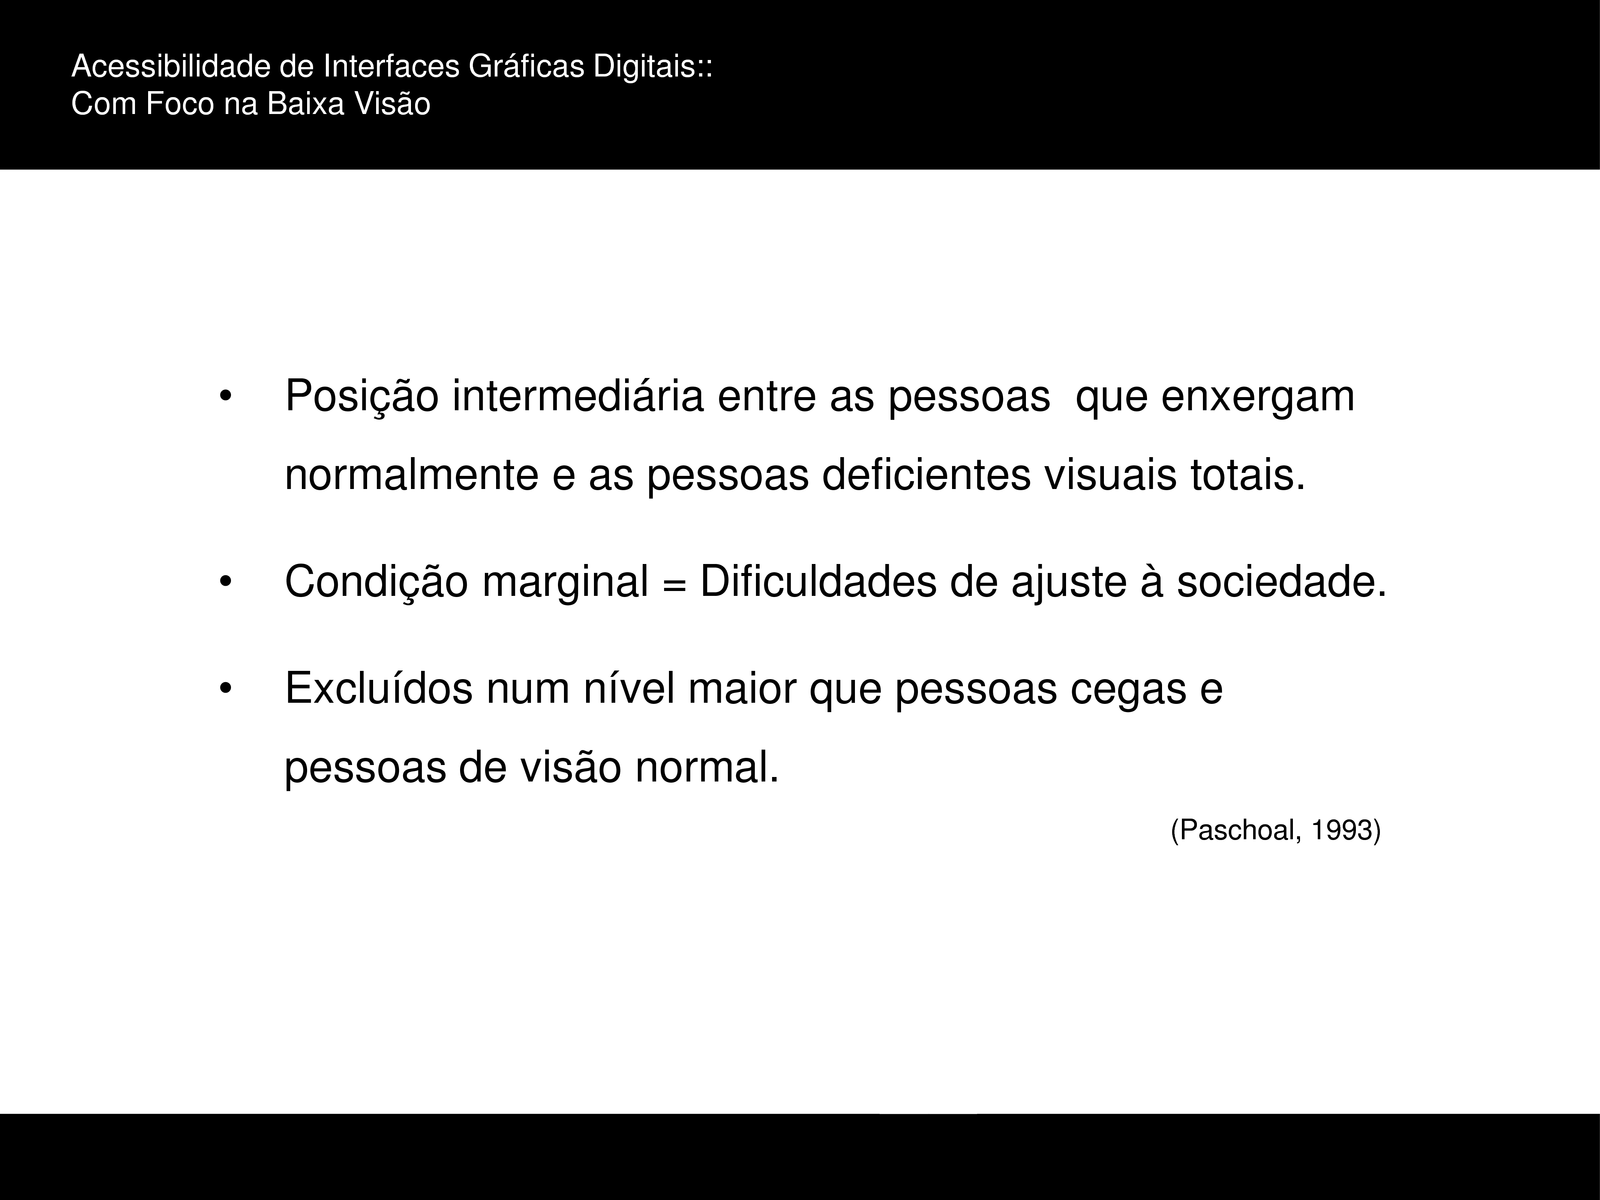 Acessibilidade de Interfaces Gráficas Digitais::
Com Foco na Baixa Visão
• Posição intermediária entre as pessoas  que enxergam
normalmente e as pessoas deficientes visuais totais.
• Condição marginal = Dificuldades de ajuste à sociedade.
• Excluídos num nível maior que pessoas cegas e
pessoas de visão normal.
(Paschoal, 1993)